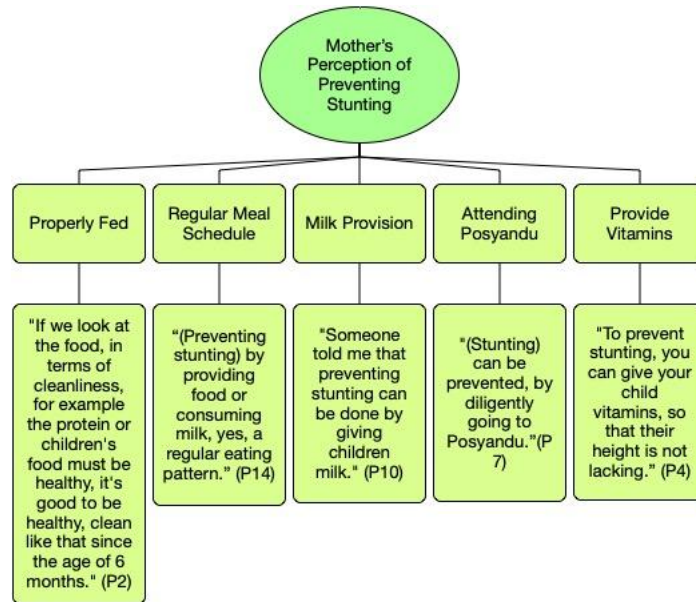 Mother's
Perception of
Preventing
Stunting
Properly Fed
Regular Meal
Schedule
Milk Provision
Attending
Posyandu
Provide
Vitamins
"If we look at
the food, in
terms of
cleanliness,
for example
the protein or
children's
food must be
healthy, it's
good to be
healthy, clean
like that since
the age of 6
months." (P2)
“(Preventing
stunting) by
providing
food or
consuming
milk, yes, a
regular eating
pattern.” (P14)
"Someone
told me that
preventing
stunting can
be done by
giving
children
milk." (P10)
"(Stunting)
can be
prevented, by
diligently
going to
Posyandu.”(P
7)
"To prevent
stunting, you
can give your
child
vitamins, so
that their
height is not
lacking.” (P4)